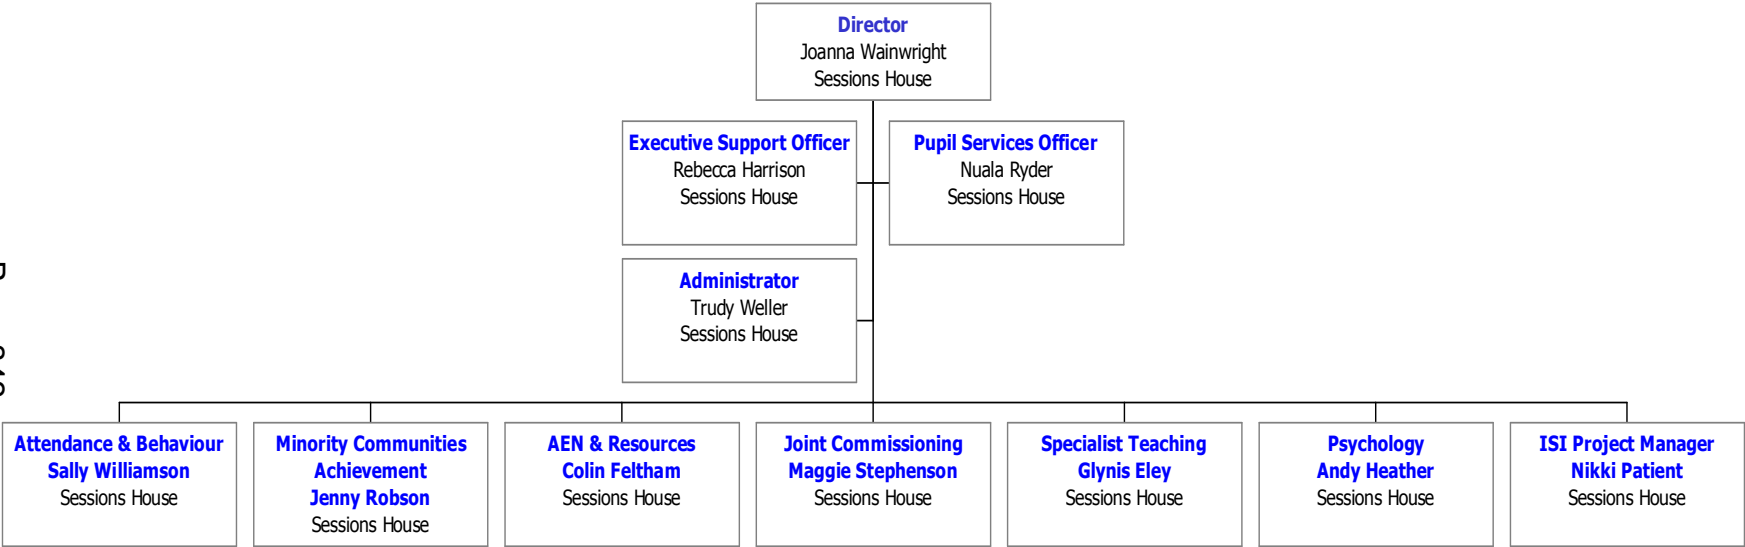 Director
Joanna Wainwright
Sessions House
Executive Support Officer
Rebecca Harrison
Sessions House
Pupil Services Officer
Nuala Ryder
Sessions House
Administrator
Trudy Weller
Sessions House
Attendance & Behaviour
Sally Williamson
Sessions House
Minority Communities
Achievement
Jenny Robson
Sessions House
AEN & Resources
Colin Feltham
Sessions House
Joint Commissioning
Maggie Stephenson
Sessions House
Specialist Teaching
Glynis Eley
Sessions House
Psychology
Andy Heather
Sessions House
ISI Project Manager
Nikki Patient
Sessions House